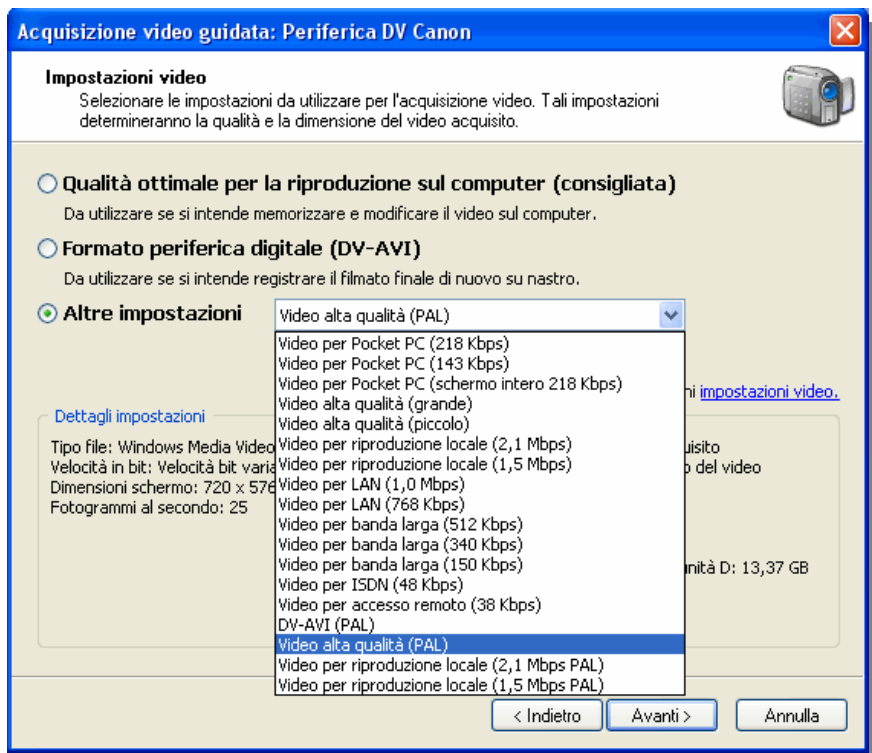 Acquisizione video guidata: Periferica DV Canon
Impostazioni video
Selezionare le impostazioni da utilizzare per l'acquisizione video. Tali impostazioni
determineranno la qualità e la dimensione del video acquisito.
Qualità ottimale per la riproduzione sul computer (consigliata)
Da utilizzare se si intende memorizzare e modificare il video sul computer.
Formato periferica digitale (DV-AVI)
Da utilizzare se si intende registrare il filmato finale di nuovo su nastro.
Altre impostazioni
Video alta qualità (PAL)
Video per Pocket PC (218 Kbps)
Video per Pocket PC (143 Kbps)
Video per Pocket PC (schermo intero 218 Kbps)
Video alta qualità (grande)
Video alta qualità (piccolo)
Video per riproduzione locale (2,1 Mbps)
Video per riproduzione locale (1,5 Mbps)
Video per LAN (1,0 Mbps)
Video per LAN (768 Kbps)
Video per banda larga (512 Kbps)
Video per banda larga (340 Kbps)
Video per banda larga (150 Kbps)
Video per ISDN (48 Kbps)
Video per accesso remoto (38 Kbps)
DV-AVI (PAL)
Video alta qualità (PAL)
Video per riproduzione locale (2,1 Mbps PAL)
Video per riproduzione locale (1,5 Mbps PAL)
impostazioni video.
Dettagli impostazioni
Tipo file: Windows Media Video
Velocità in bit: Velocità bit
Dimensioni schermo: 720 x 576
Fotogrammi al secondo: 25
del video
D: 13,37 GB
< Indietro
Avanti >
Annulla